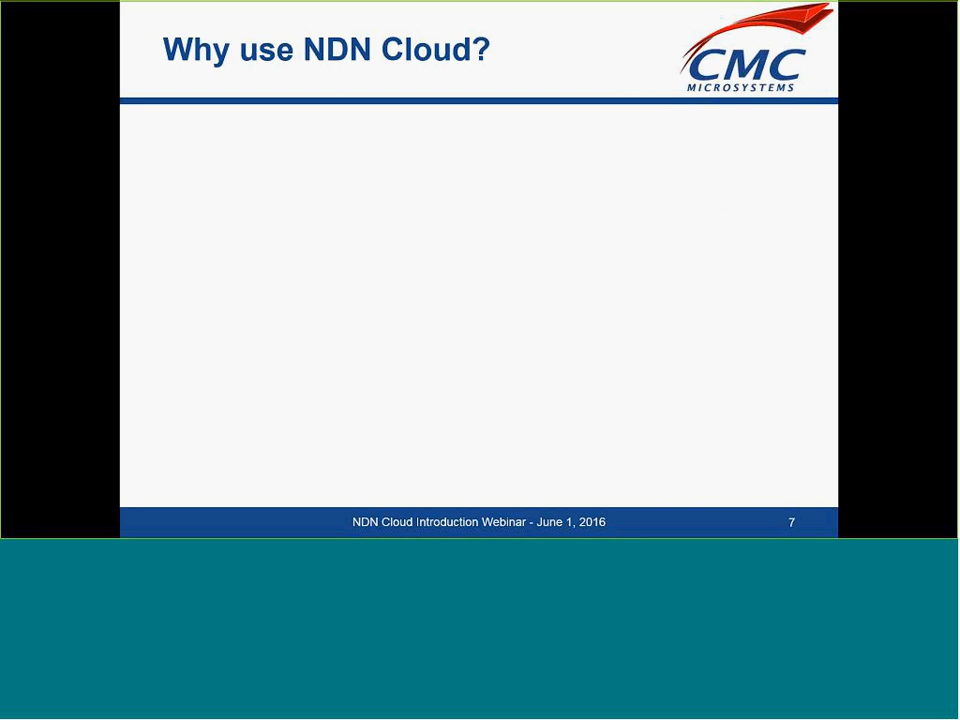 Why use NDN Cloud?
CMC
MICROSYSTEMS
NDN Cloud Introduction Webinar - June 1, 2016
7